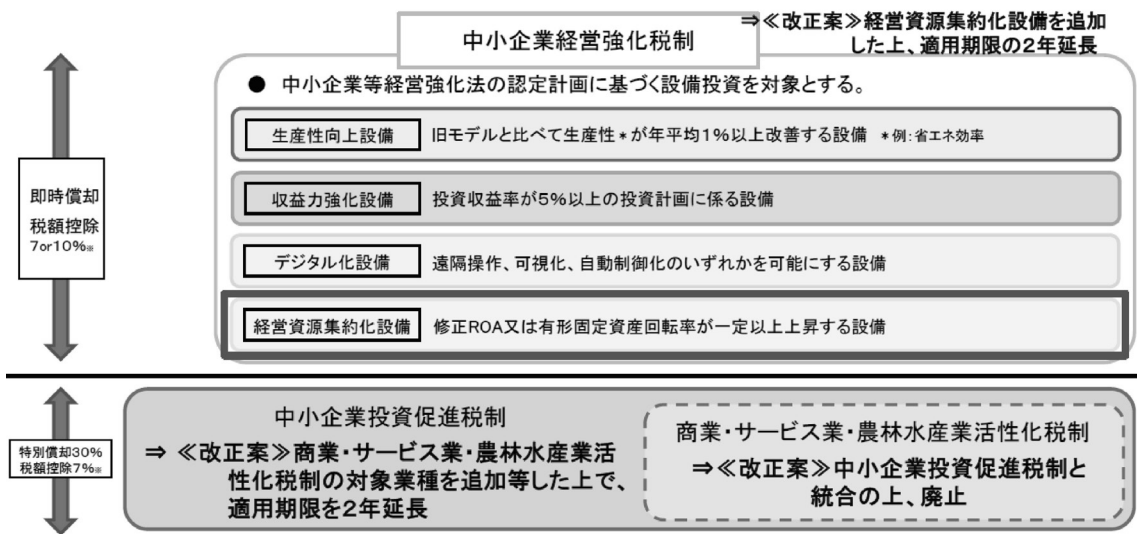 中小企業経営強化税制
⇒≪改正案≫経営資源集約化設備を追加
した上、適用期限の2年延長
● 中小企業等経営強化法の認定計画に基づく設備投資を対象とする。
生産性向上設備 旧モデルと比べて生産性*が年平均1%以上改善する設備 *例:省エネ効率
収益力強化設備 投資収益率が5%以上の投資計画に係る設備
デジタル化設備 遠隔操作、可視化、自動制御化のいずれかを可能にする設備
経営資源集約化設備 修正ROA又は有形固定資産回転率が一定以上上昇する設備
即時償却
税額控除
7or10%※
特別償却30%
税額控除7%※
中小企業投資促進税制
⇒ ≪改正案≫商業・サービス業・農林水産業活
性化税制の対象業種を追加等した上で、
適用期限を2年延長
商業・サービス業・農林水産業活性化税制
⇒≪改正案≫中小企業投資促進税制と
統合の上、廃止